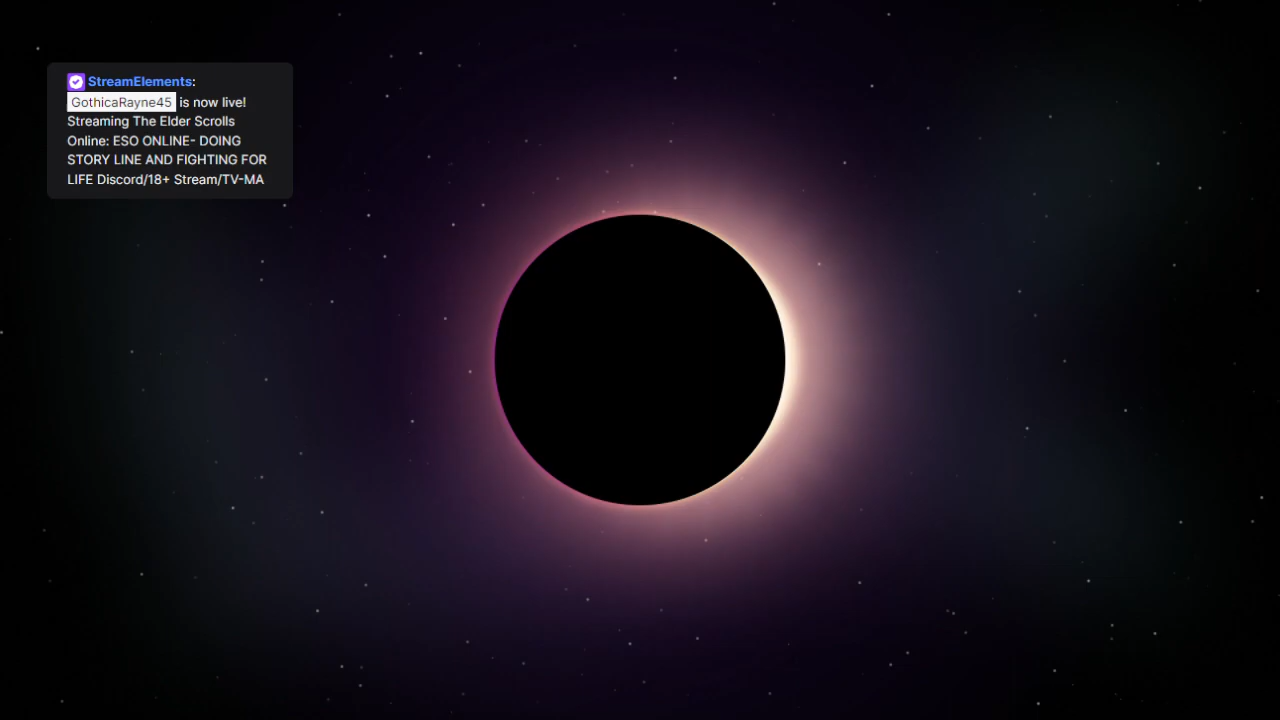 StreamElements:
GothicaRayne45 is now live!
Streaming The Elder Scrolls
Online: ESO ONLINE- DOING
STORY LINE AND FIGHTING FOR
LIFE Discord/18+ Stream/TV-MA